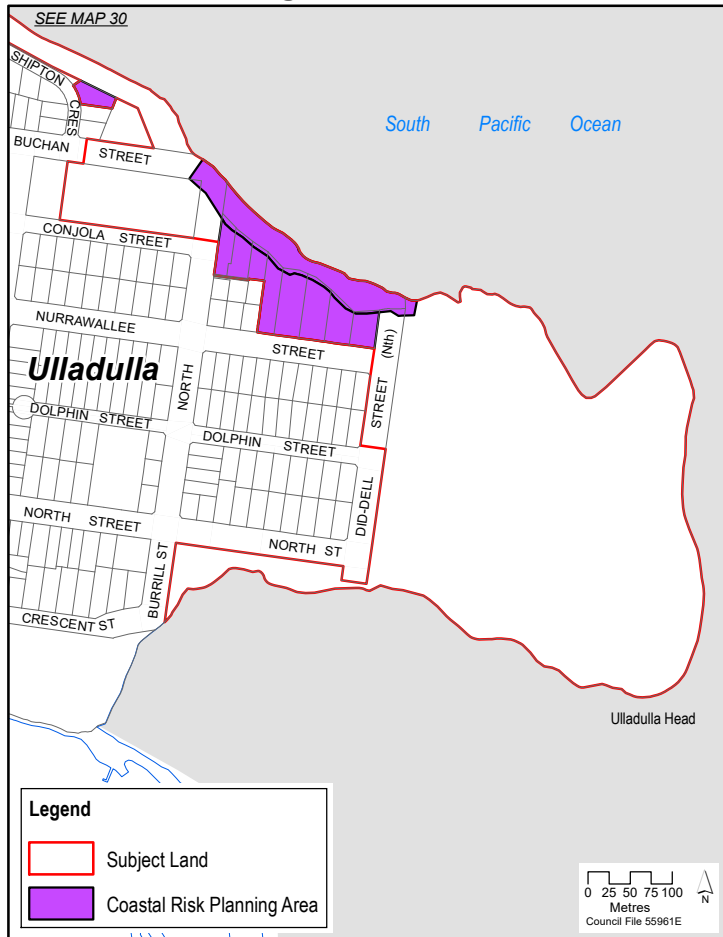 SEE MAP 30
SHIPTON
CRES
South Pacific Ocean
BUCHAN STREET
CONJOLA STREET
NURRAWALLEE STREET
(Nth)
Ulladulla
NORTH
STREET
DOLPHIN STREET
DOLPHIN STREET
DID-DELL
NORTH STREET
NORTH ST
BURRILL ST
CRESCENT ST
Ulladulla Head
Legend
Subject Land
Coastal Risk Planning Area
0 25 50 75 100
Metres
Council File 55961E
N